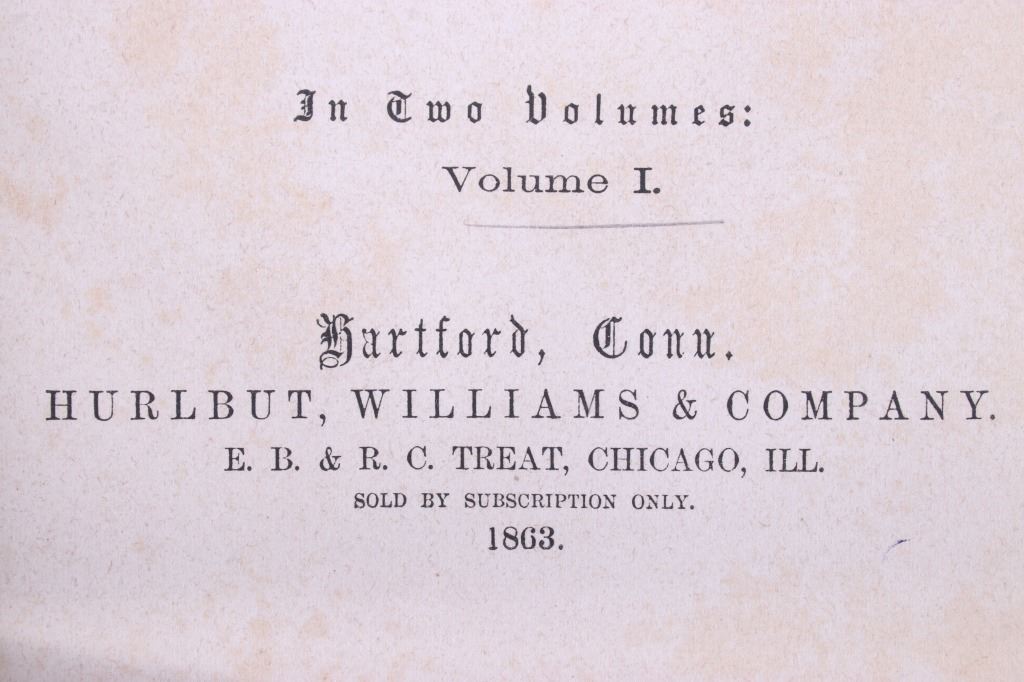 In Two Volumes:
Volume I.
Hartford, Conn.
HURLBUT, WILLIAMS & COMPANY.
E. B. & R. C. TREAT, CHICAGO, ILL.
SOLD BY SUBSCRIPTION ONLY.
1863.